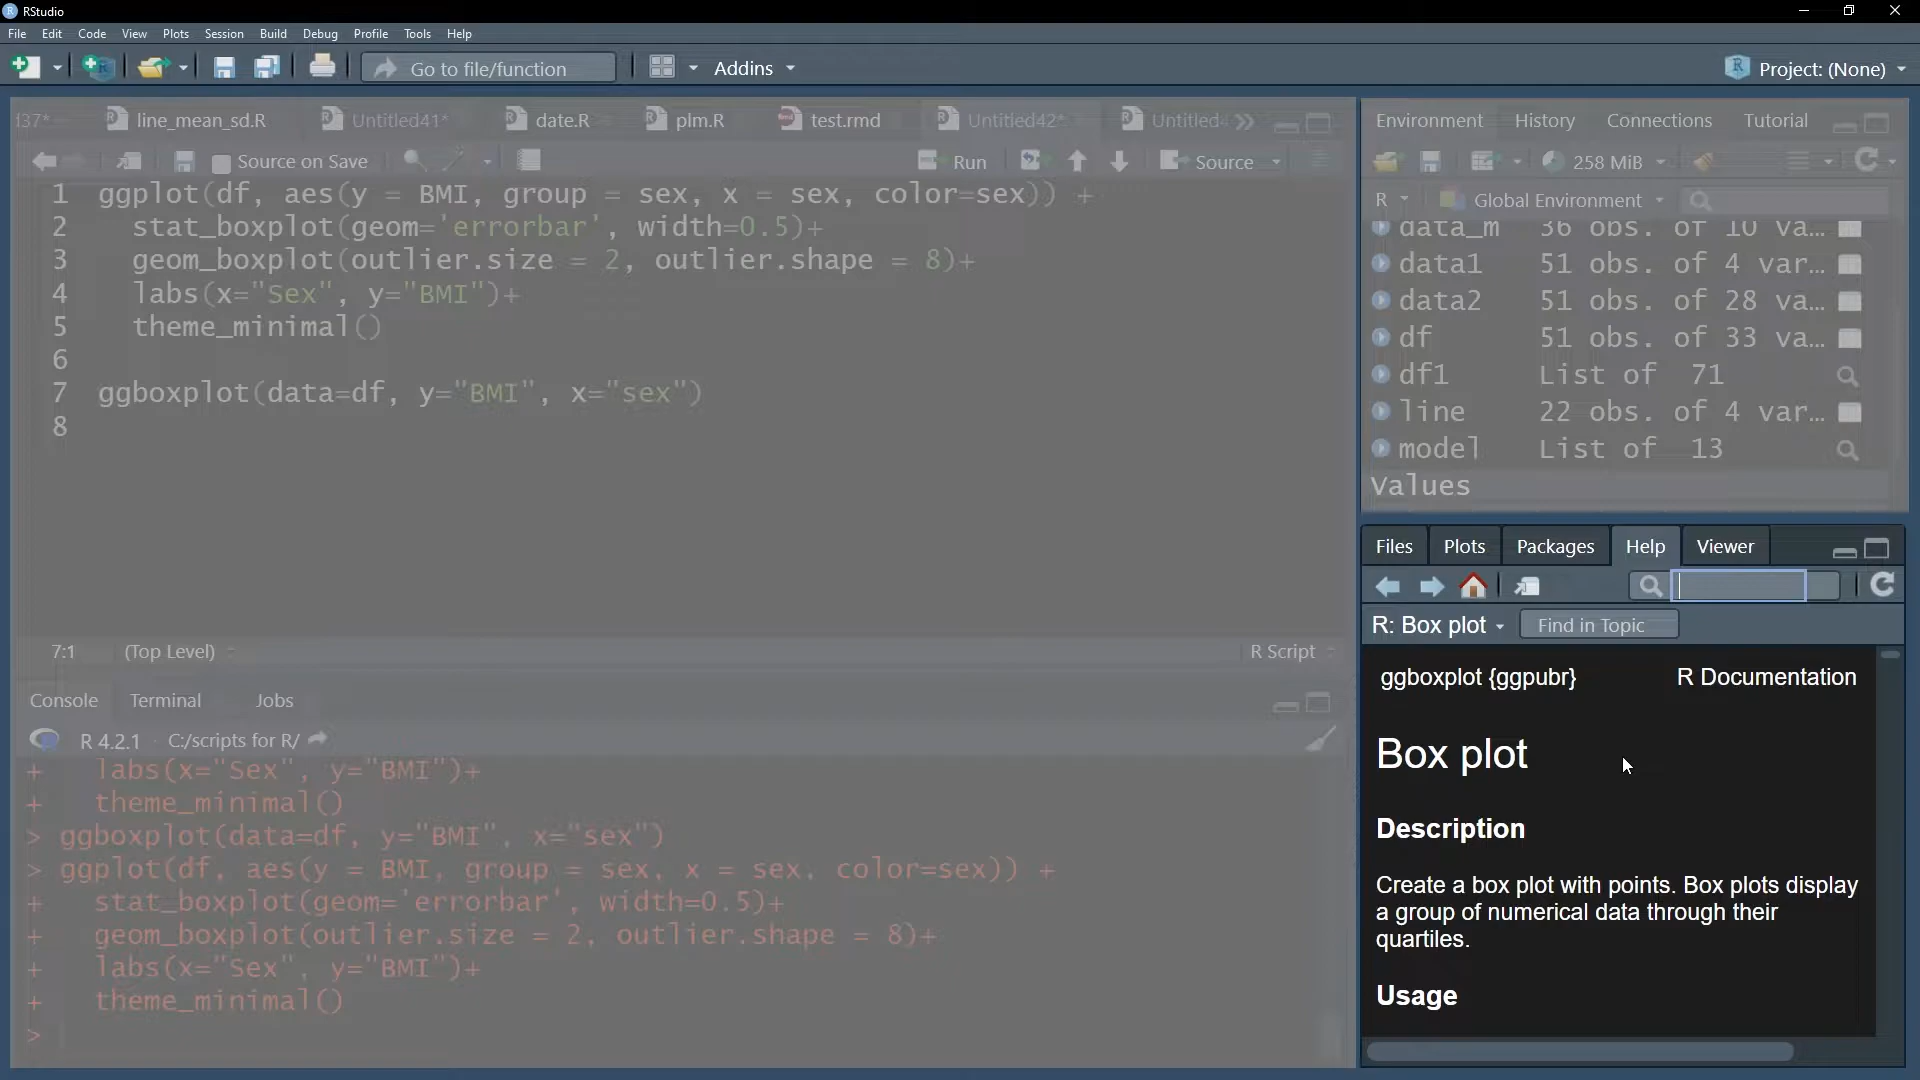 RStudio
File Edit Code View Plots Session Build Debug Profile Tools Help
Go to file/function
Addins
Project: (None)
37*
line_mean_sd.R
Untitled41*
date.R
plm.R
test.rmd
Untitled42*
Untitled4
Source on Save
Run
Source
1 ggplot(df, aes(y = BMI, group = sex, x = sex, color=sex)) +
2 stat_boxplot(geom='errorbar', width=0.5)+
3 geom_boxplot(outlier.size = 2, outlier.shape = 8)+
4 labs(x="Sex", y="BMI")+
5 theme_minimal()
6
7 ggboxplot(data=df, y="BMI", x="sex")
8
7:1 (Top Level) R Script
Console Terminal Jobs
R 4.2.1 · C:/scripts for R/
+ labs(x="Sex", y="BMI")+
+ theme_minimal()
> ggboxplot(data=df, y="BMI", x="sex")
> ggplot(df, aes(y = BMI, group = sex, x = sex, color=sex)) +
+ stat_boxplot(geom='errorbar', width=0.5)+
+ geom_boxplot(outlier.size = 2, outlier.shape = 8)+
+ labs(x="Sex", y="BMI")+
+ theme_minimal()
>
Environment History Connections Tutorial
258 MiB
R Global Environment
data_m 36 obs. of 10 va…
data1 51 obs. of 4 var…
data2 51 obs. of 28 va…
df 51 obs. of 33 va…
df1 List of 71
line 22 obs. of 4 var…
model List of 13
Values
Files Plots Packages Help Viewer
R: Box plot
Find in Topic
ggboxplot {ggpubr} R Documentation
Box plot
Description
Create a box plot with points. Box plots display
a group of numerical data through their
quartiles.
Usage